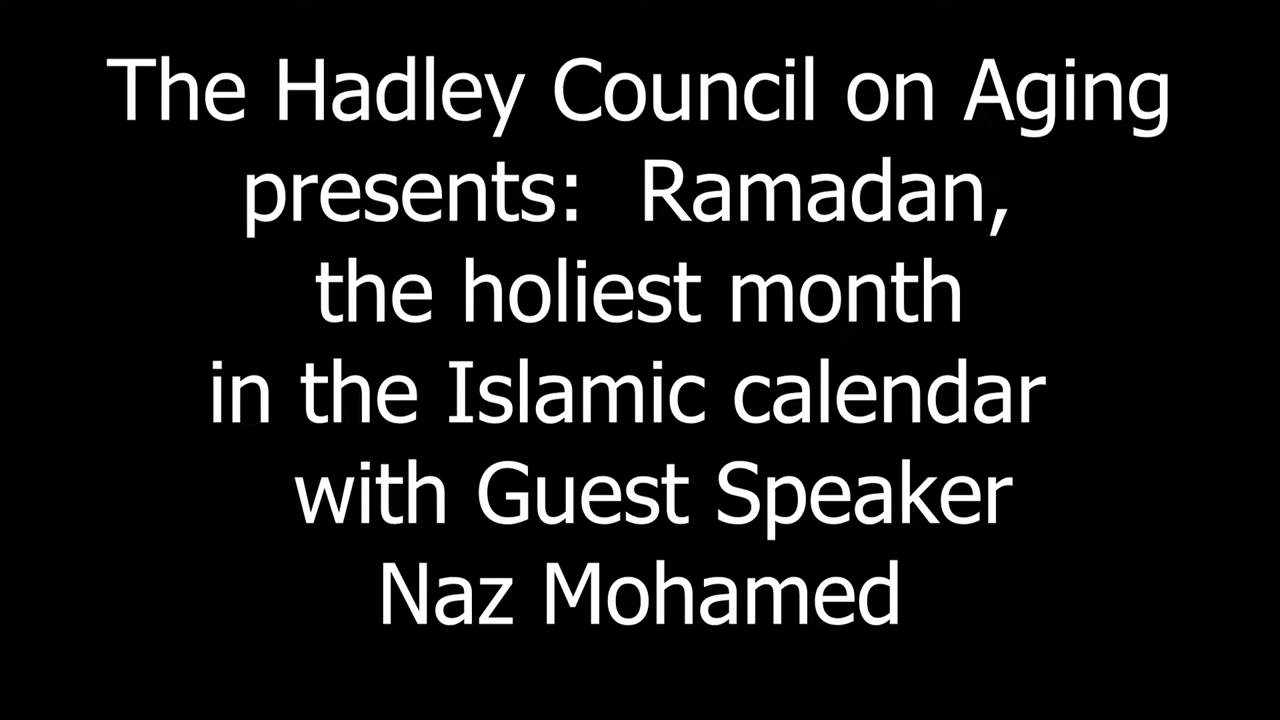 The Hadley Council on Aging
presents:  Ramadan,
the holiest month
in the Islamic calendar
with Guest Speaker
Naz Mohamed